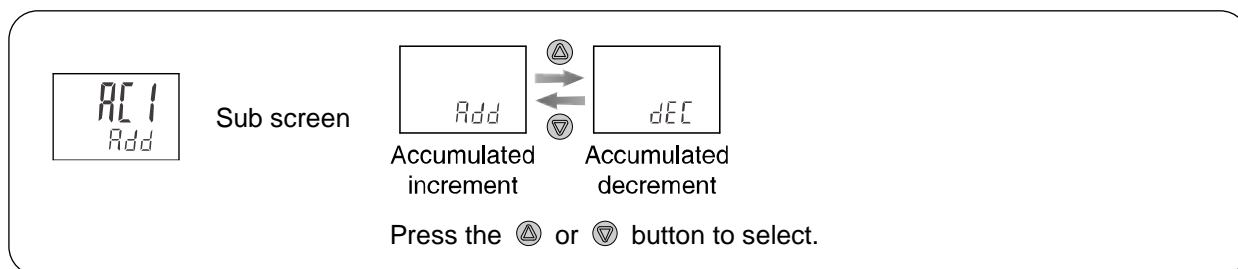 AC1
Add
Sub screen
Add
dEC
Accumulated increment
Accumulated decrement
Press the or button to select.